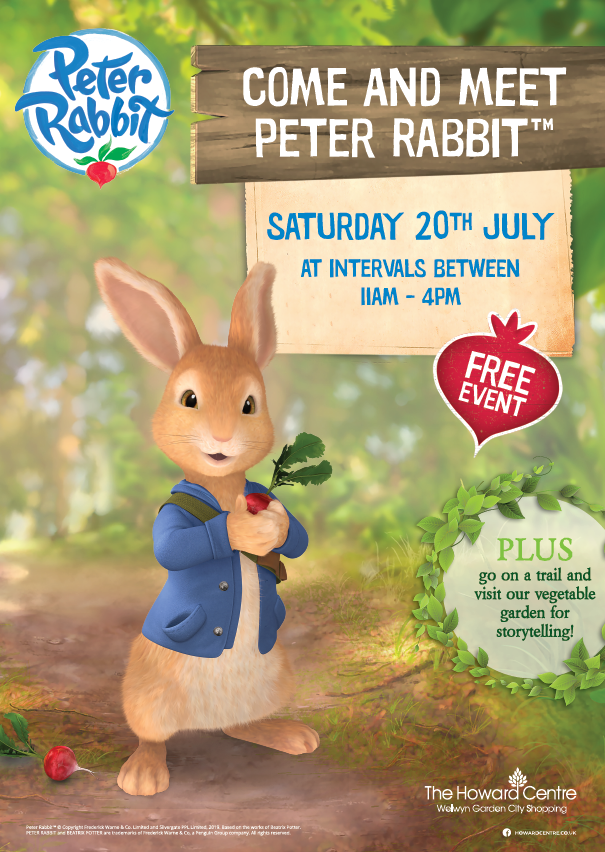 Peter
Rabbit
COME AND MEET
PETER RABBIT™
SATURDAY 20TH JULY
AT INTERVALS BETWEEN
11AM - 4PM
FREE
EVENT
PLUS
go on a trail and
visit our vegetable
garden for
storytelling!
The Howard Centre
Welwyn Garden City Shopping
HOWARDCENTRE.CO.UK
Peter Rabbit™ © Copyright Frederick Warne & Co. Limited and Silvergate PPL Limited, 2019. Based on the works of Beatrix Potter.
PETER RABBIT and BEATRIX POTTER are trademarks of Frederick Warne & Co, a Penguin Group company. All rights reserved.